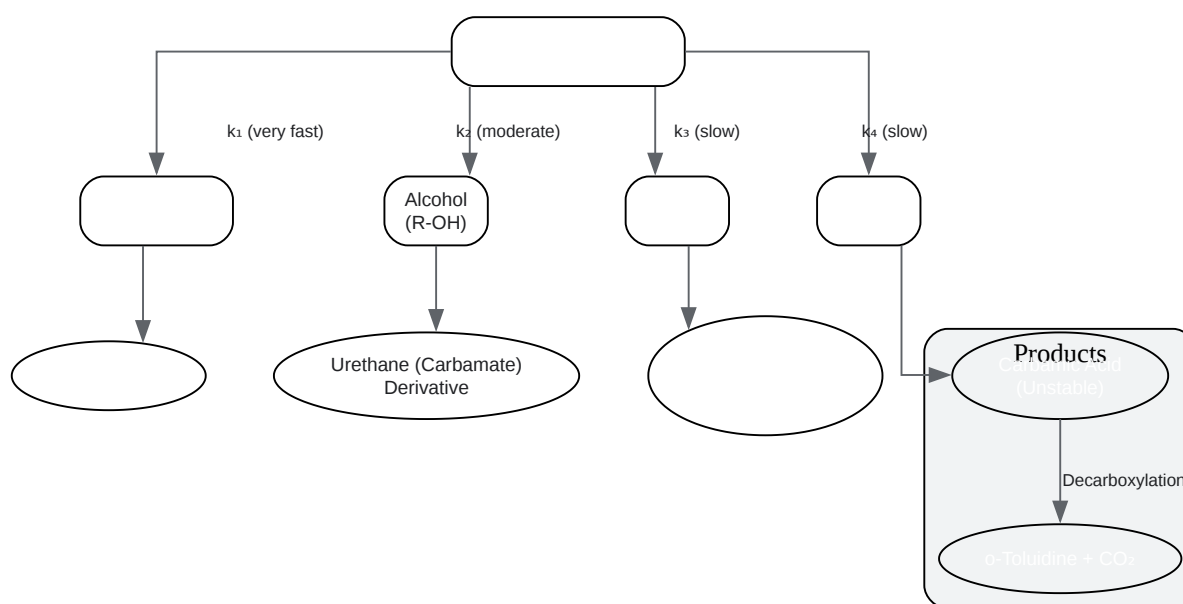 k₁ (very fast)
k₂ (moderate)
k₃ (slow)
k₄ (slow)
Alcohol
(R-OH)
Urethane (Carbamate)
Derivative
Products
Carbamic Acid
(Unstable)
Decarboxylation
o-Toluidine + CO₂